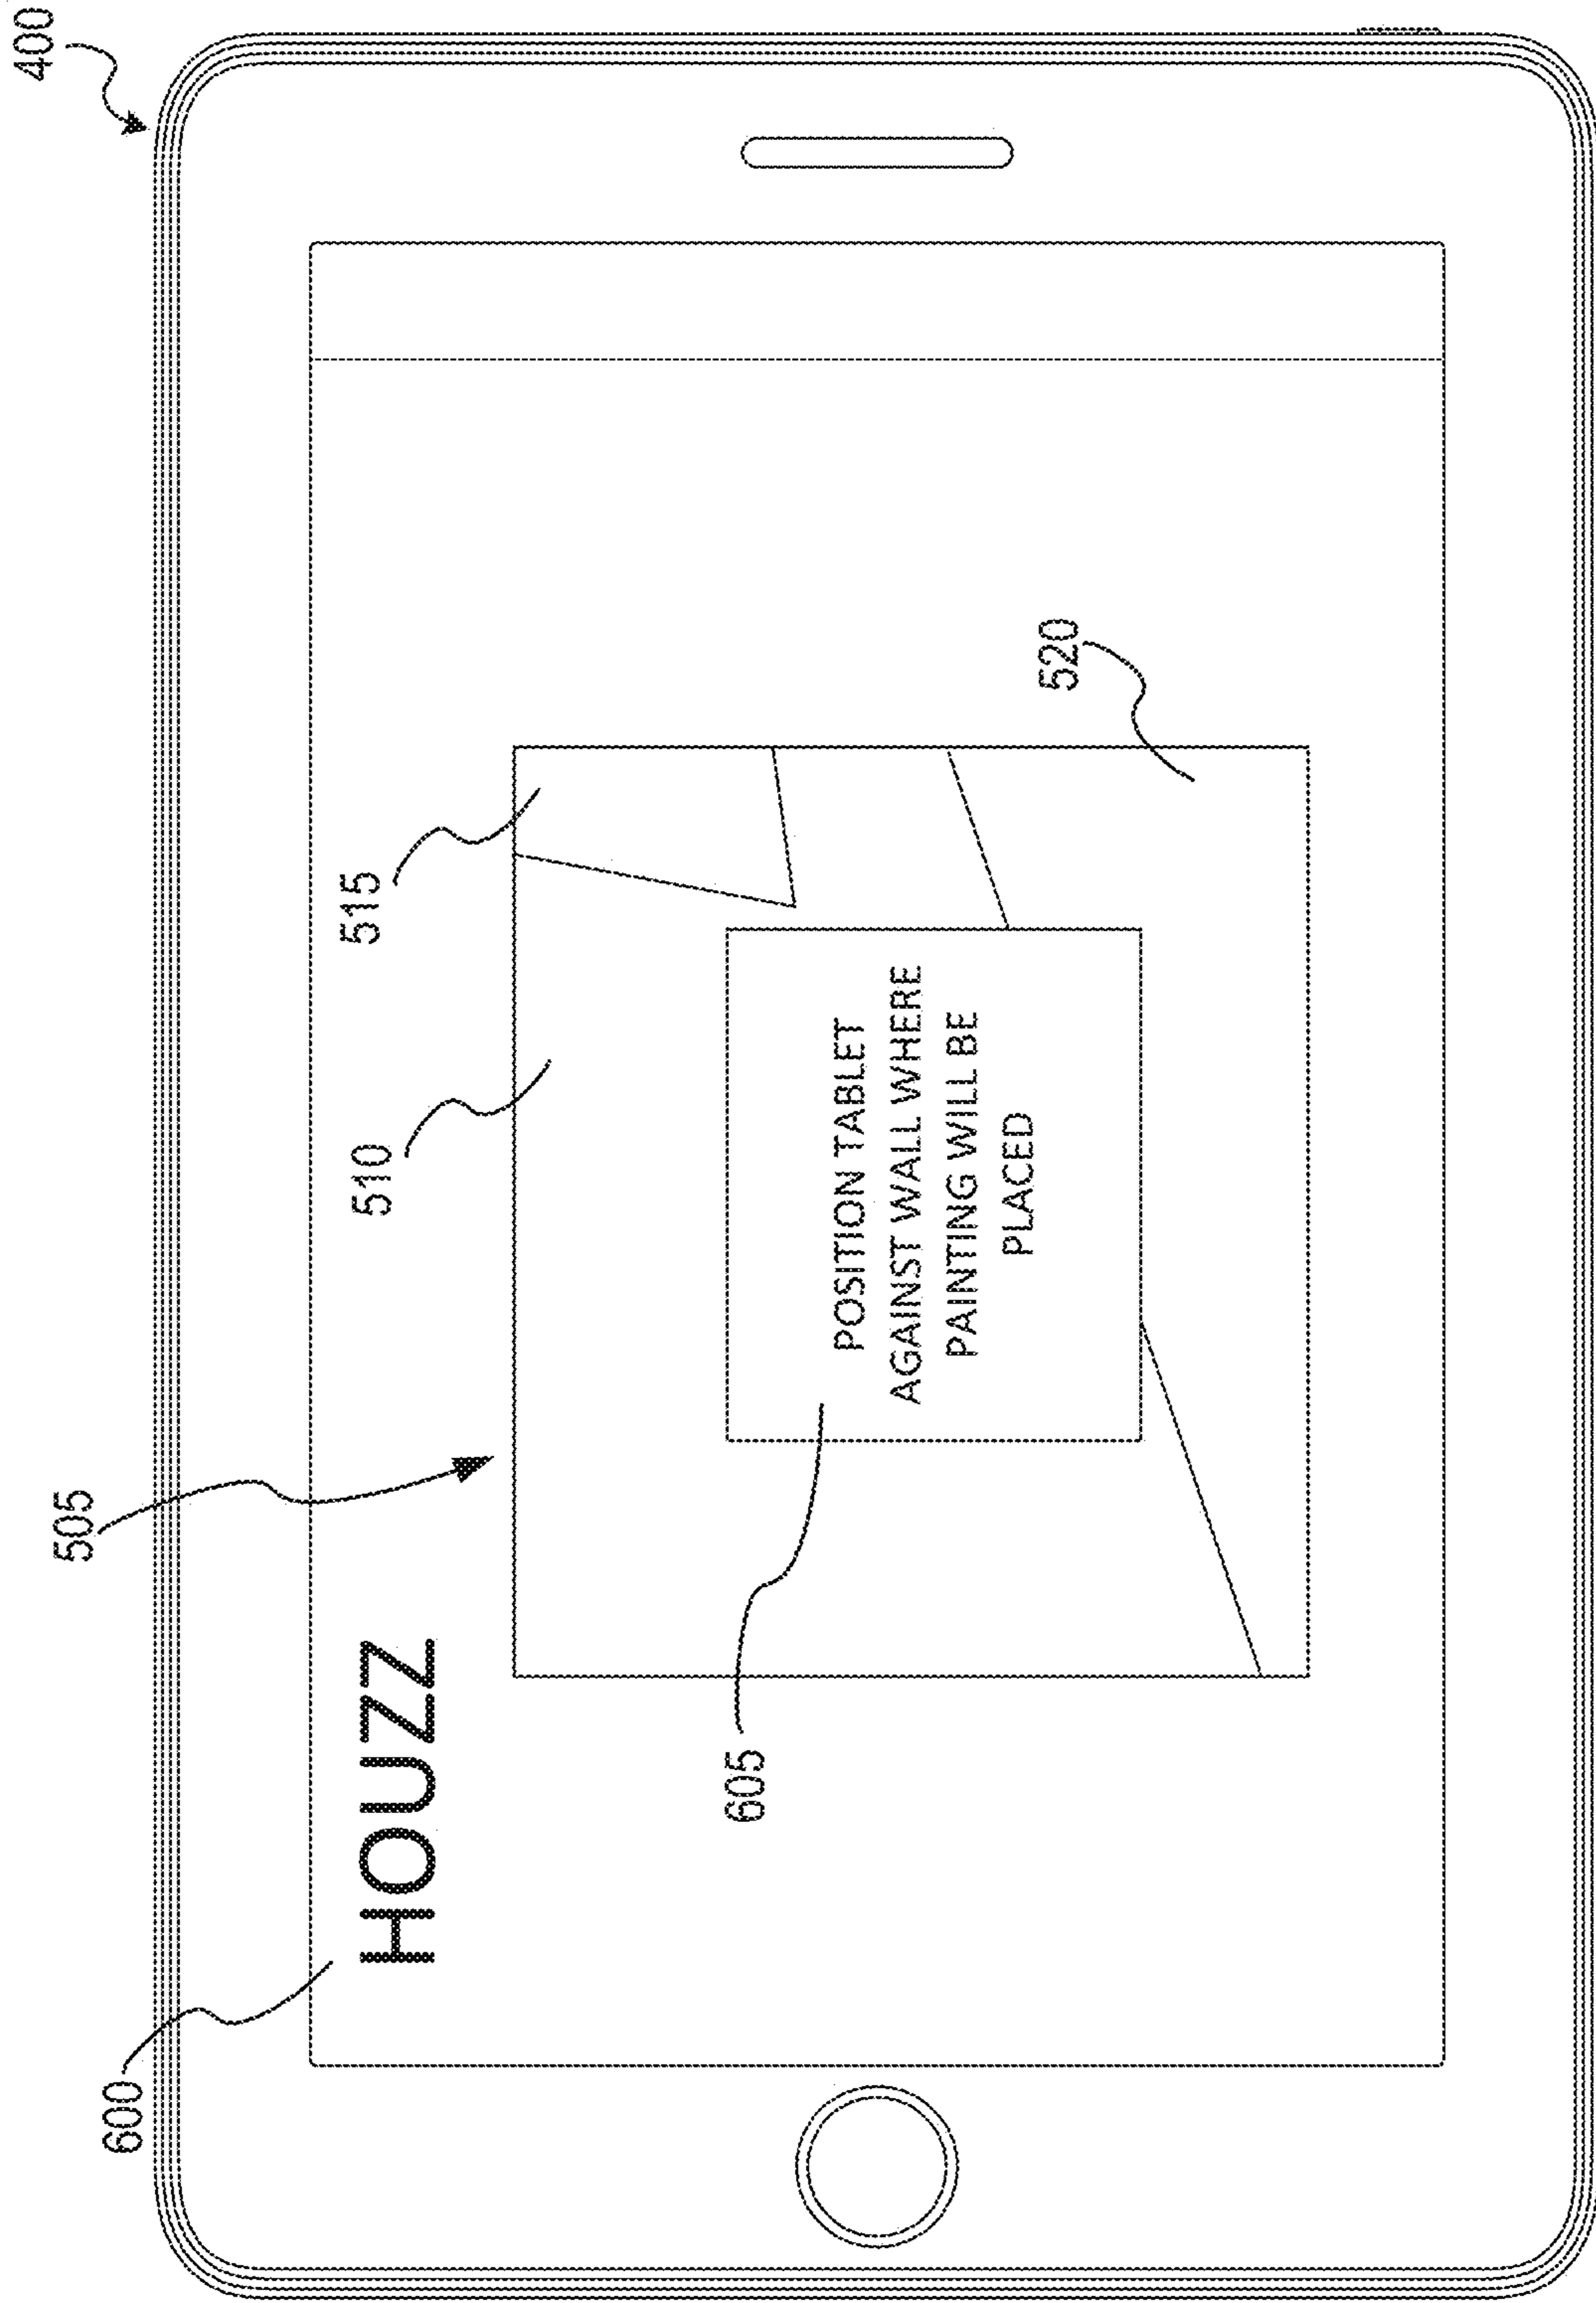 400
505
600
HOUZZ
510
515
605
POSITION TABLET
AGAINST WALL WHERE
PAINTING WILL BE
PLACED
520